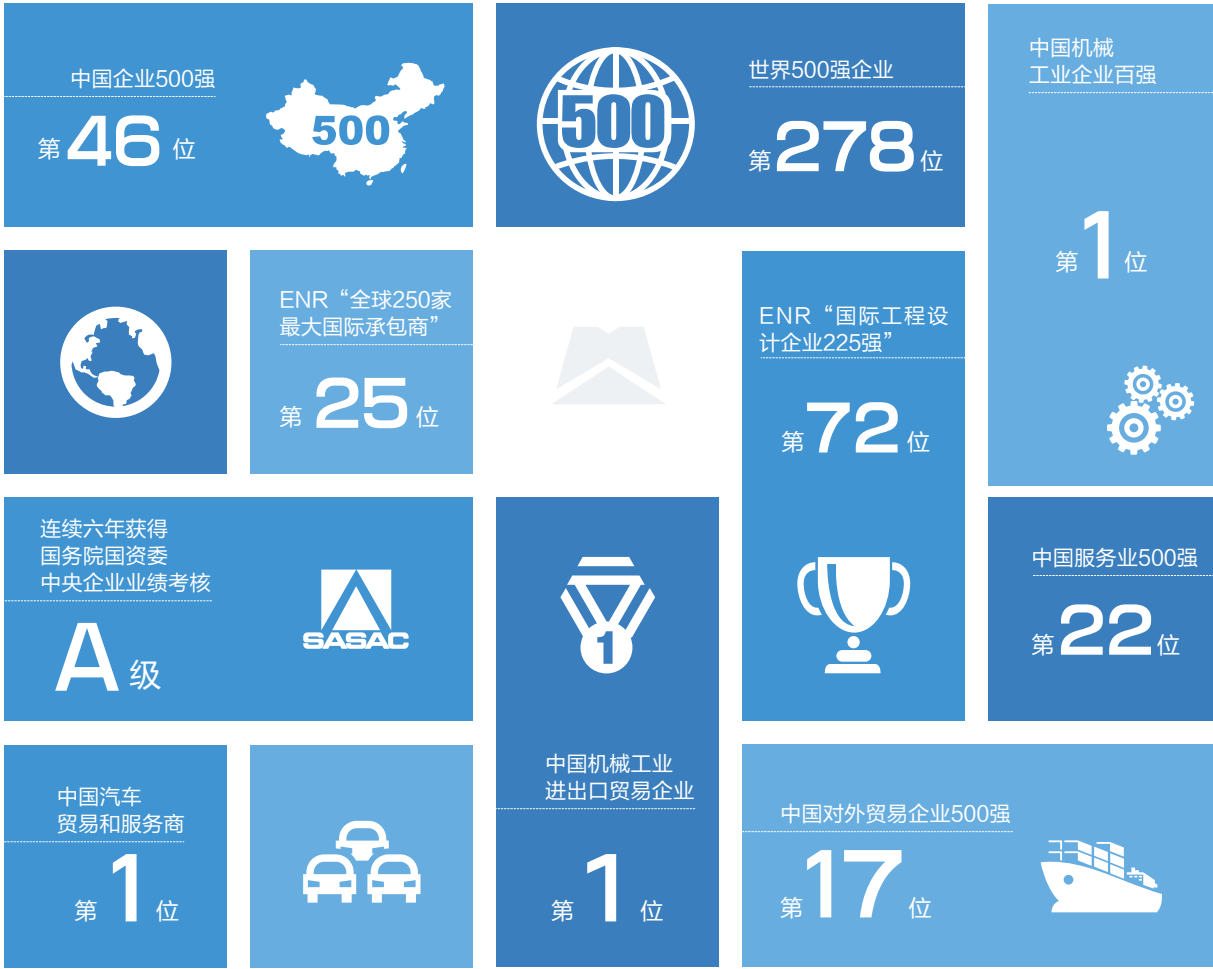 中国企业500强
第46位
500
500
世界500强企业
第278位
中国机械
工业企业百强
第1位
ENR“全球250家
最大国际承包商”
第25位
ENR“国际工程设
计企业225强”
第72位
连续六年获得
国务院国资委
中央企业业绩考核
A级
SASAC
1
中国机械工业
进出口贸易企业
第1位
中国服务业500强
第22位
中国汽车
贸易和服务商
第1位
中国对外贸易企业500强
第17位